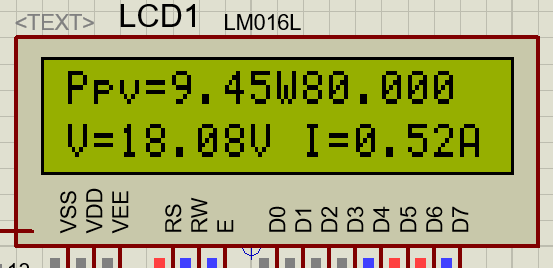 <TEXT> LCD1 LM016L
Ppv=9.45W80.000
V=18.08V I=0.52A
VSS VDD VEE RS RW E D0 D1 D2 D3 D4 D5 D6 D7